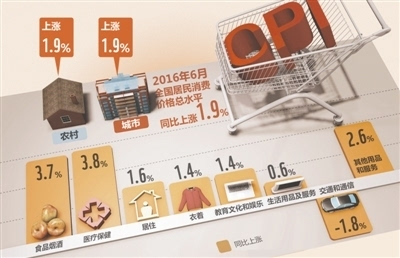 上涨
1.9%
上涨
1.9%
CPI
农村
城市
2016年6月
全国居民消费
价格总水平
同比上涨 1.9%
3.7%
食品烟酒
3.8%
医疗保健
1.6%
居住
1.4%
衣着
1.4%
教育文化和娱乐
0.6%
生活用品及服务
交通和通信
-1.8%
2.6%
其他用品
和服务
同比上涨